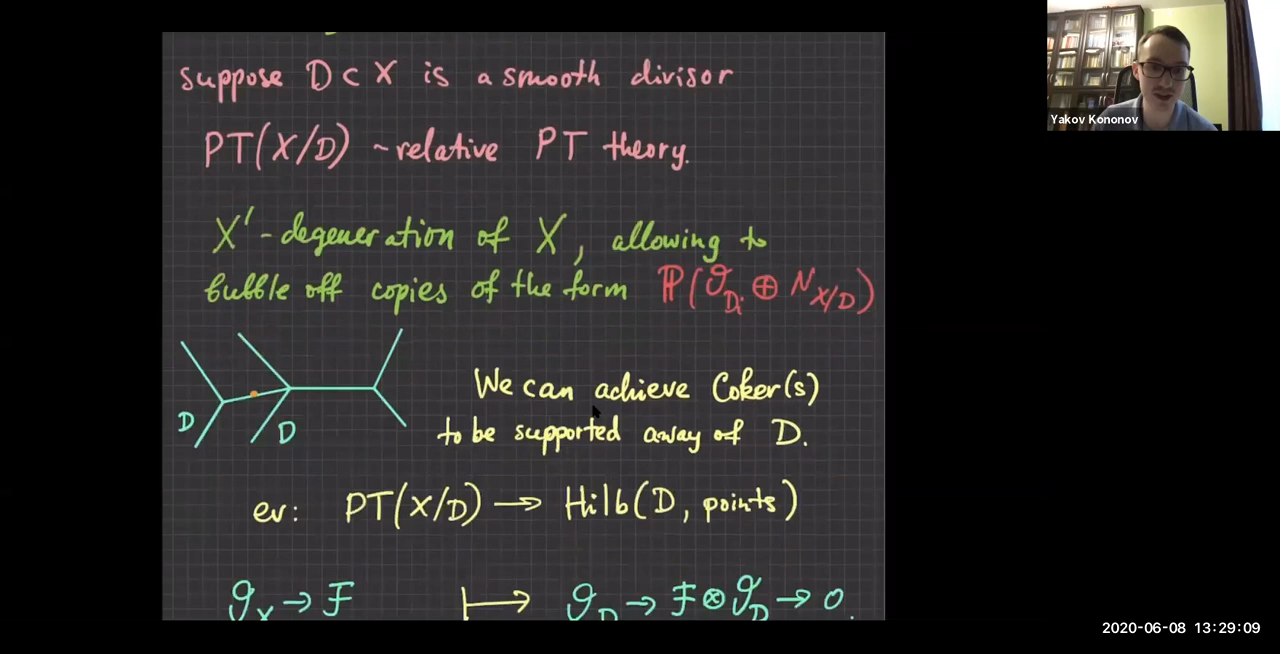 suppose D ⊂ X is a smooth divisor
PT(X/D) ~ relative PT theory.
X' - degeneration of X, allowing to
bubble off copies of the form ℙ(𝒪_D ⊕ N_{X/D})
D
D
We can achieve Coker(s)
to be supported away of D.
ev: PT(X/D) → Hilb(D, points)
𝒪_X → F ⟼ 𝒪_D → F ⊗ 𝒪_D → 0.
Yakov Kononov
2020-06-08 13:29:09